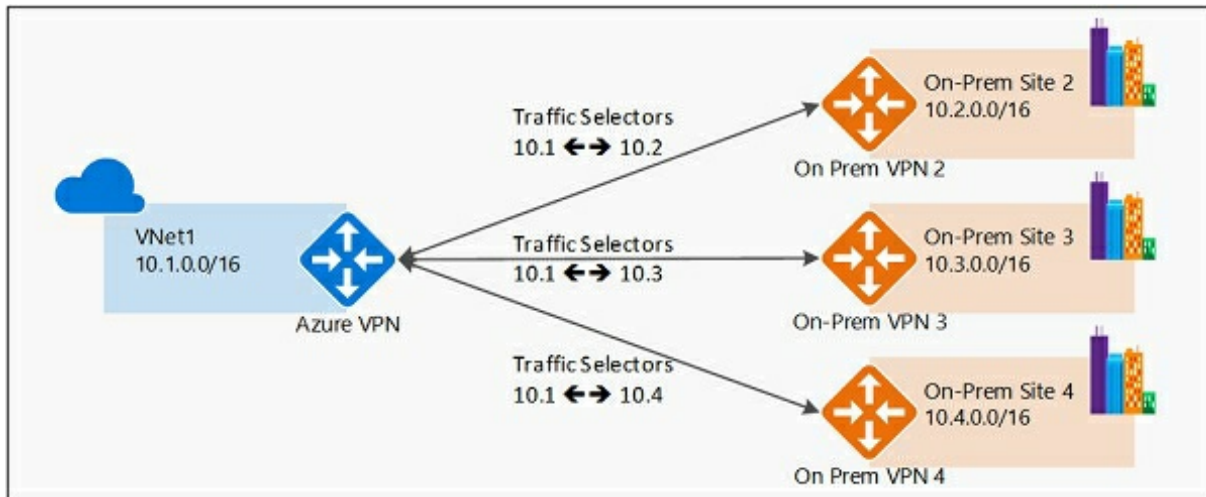 VNet1
10.1.0.0/16
Azure VPN
Traffic Selectors
10.1 ←→ 10.2
Traffic Selectors
10.1 ←→ 10.3
Traffic Selectors
10.1 ←→ 10.4
On-Prem Site 2
10.2.0.0/16
On Prem VPN 2
On-Prem Site 3
10.3.0.0/16
On-Prem VPN 3
On-Prem Site 4
10.4.0.0/16
On Prem VPN 4